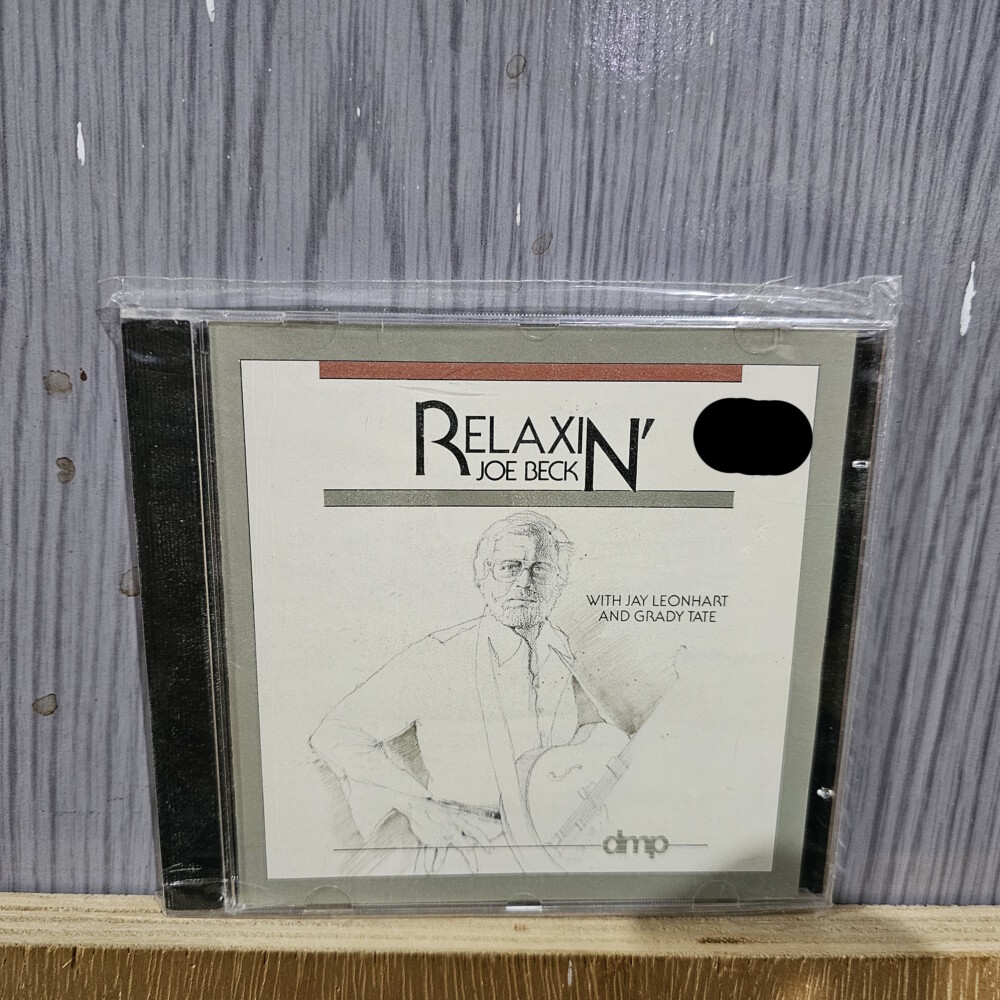 RELAXIN'
JOE BECK
WITH JAY LEONHART
AND GRADY TATE
dmp